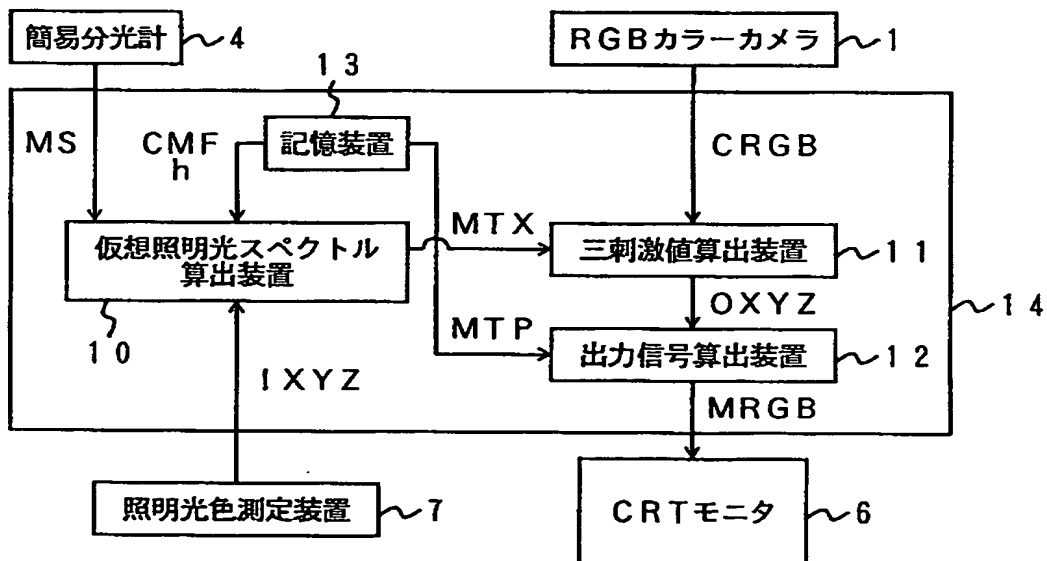 簡易分光計 4
RGBカラーカメラ 1
13
MS
CMF
h
記憶装置
CRGB
仮想照明光スペクトル
算出装置
MTX
三刺激値算出装置 11
OXYZ
14
10
MTP
出力信号算出装置 12
IXYZ
MRGB
照明光色測定装置 7
CRTモニタ 6